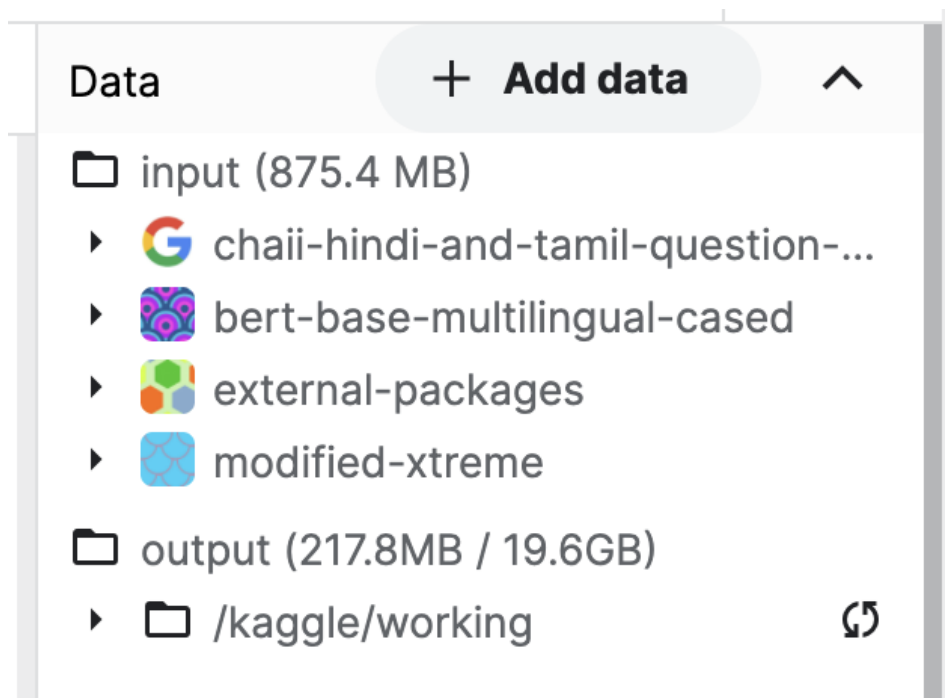 Data + Add data
input (875.4 MB)
chaii-hindi-and-tamil-question-...
bert-base-multilingual-cased
external-packages
modified-xtreme
output (217.8MB / 19.6GB)
/kaggle/working